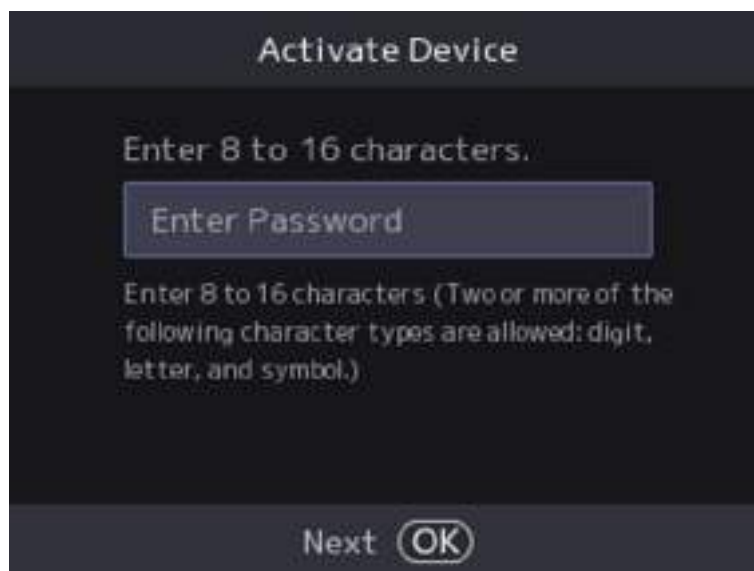 Activate Device
Enter 8 to 16 characters.
Enter Password
Enter 8 to 16 characters (Two or more of the
following character types are allowed: digit,
letter, and symbol.)
Next OK